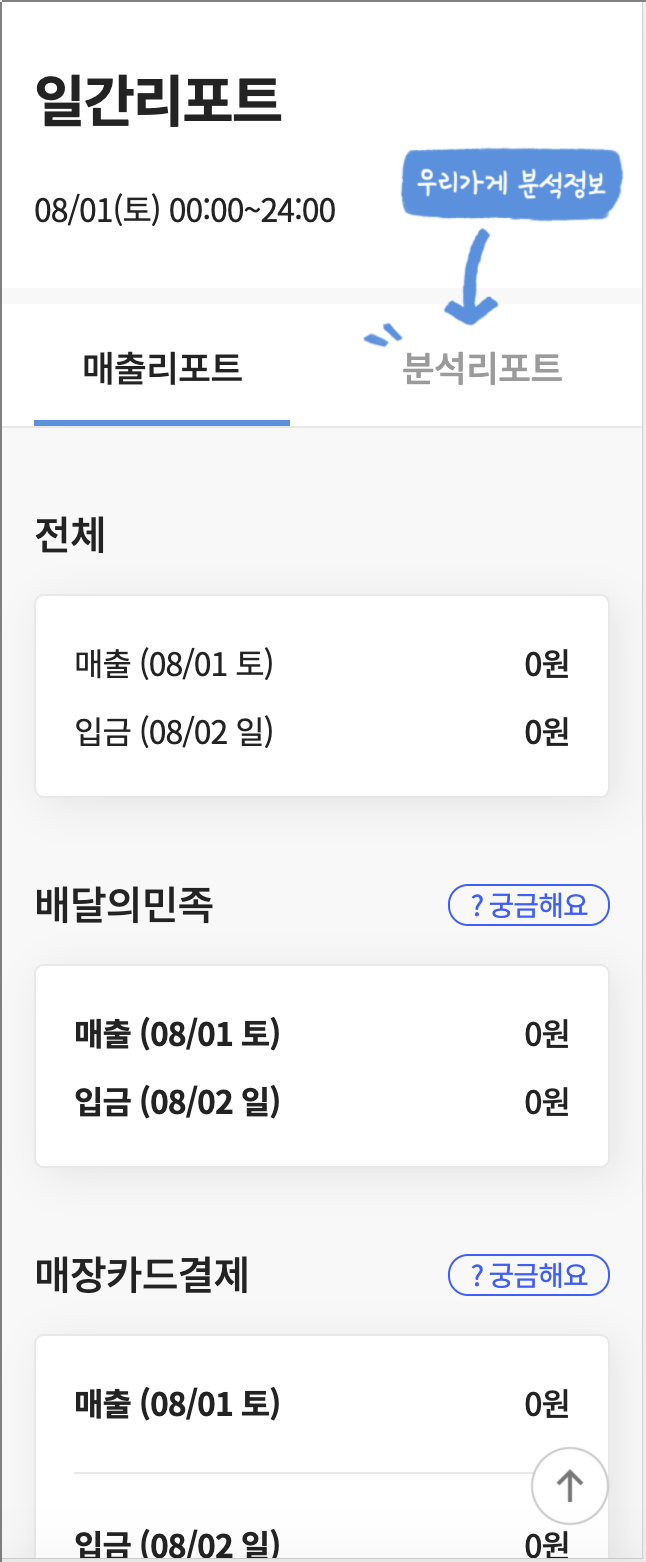 일간리포트
08/01(토) 00:00~24:00
우리가게 분석정보
매출리포트
분석리포트
전체
매출 (08/01 토) 0원
입금 (08/02 일) 0원
배달의민족 ? 궁금해요
매출 (08/01 토) 0원
입금 (08/02 일) 0원
매장카드결제 ? 궁금해요
매출 (08/01 토) 0원
입금 (08/02 일) 0원